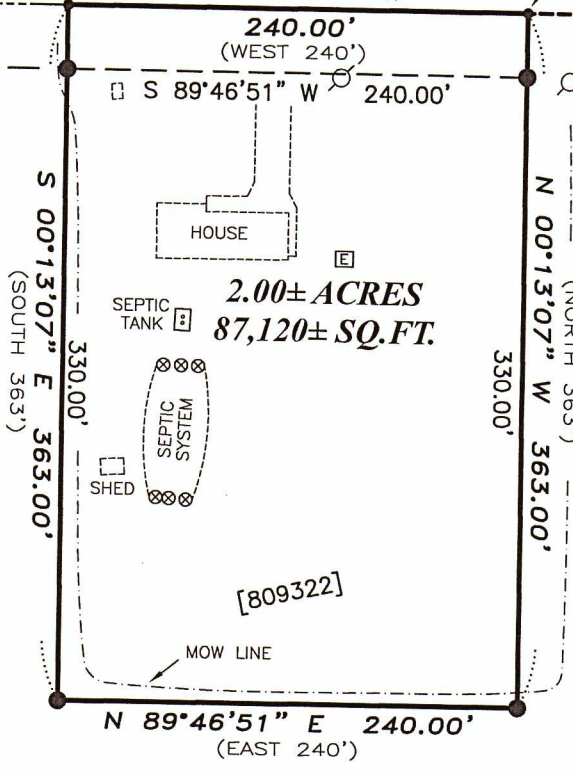 240.00'
(WEST 240')
S 89°46'51" W 240.00'
HOUSE
E
2.00± ACRES
87,120± SQ.FT.
SEPTIC
TANK
S 00°13'07" E 363.00'
(SOUTH 363')
330.00'
N 00°13'07" W 363.00'
(NORTH 363')
330.00'
SEPTIC
SYSTEM
SHED
[809322]
MOW LINE
N 89°46'51" E 240.00'
(EAST 240')